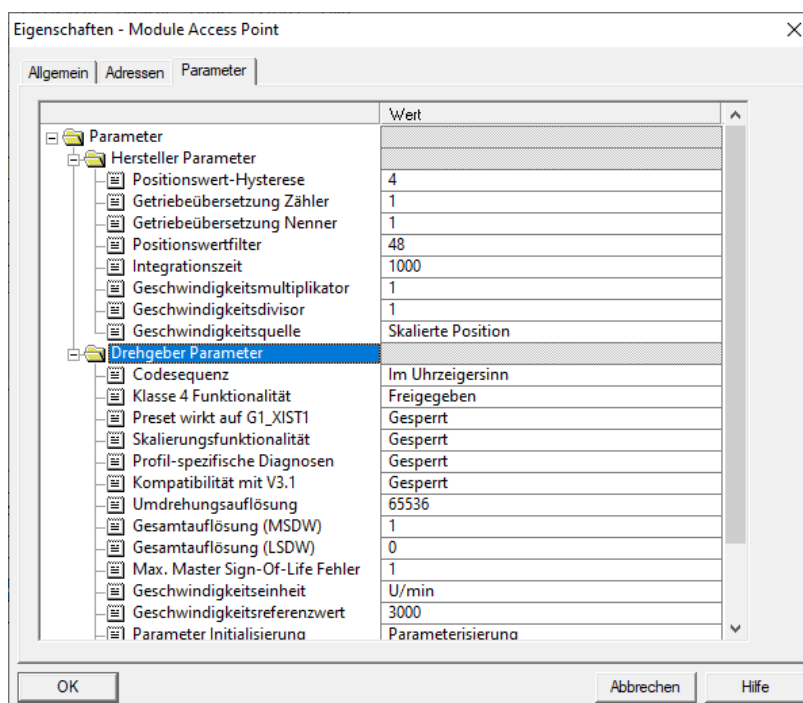 Eigenschaften - Module Access Point
Allgemein Adressen Parameter
Wert
Parameter
Hersteller Parameter
Positionswert-Hysterese 4
Getriebeübersetzung Zähler 1
Getriebeübersetzung Nenner 1
Positionswertfilter 48
Integrationszeit 1000
Geschwindigkeitsmultiplikator 1
Geschwindigkeitsdivisor 1
Geschwindigkeitsquelle Skalierte Position
Drehgeber Parameter
Codesequenz Im Uhrzeigersinn
Klasse 4 Funktionalität Freigegeben
Preset wirkt auf G1_XIST1 Gesperrt
Skalierungsfunktionalität Gesperrt
Profil-spezifische Diagnosen Gesperrt
Kompatibilität mit V3.1 Gesperrt
Umdrehungsauflösung 65536
Gesamtauflösung (MSDW) 1
Gesamtauflösung (LSDW) 0
Max. Master Sign-Of-Life Fehler 1
Geschwindigkeitseinheit U/min
Geschwindigkeitsreferenzwert 3000
Parameter Initialisierung Parameterisierung
OK Abbrechen Hilfe